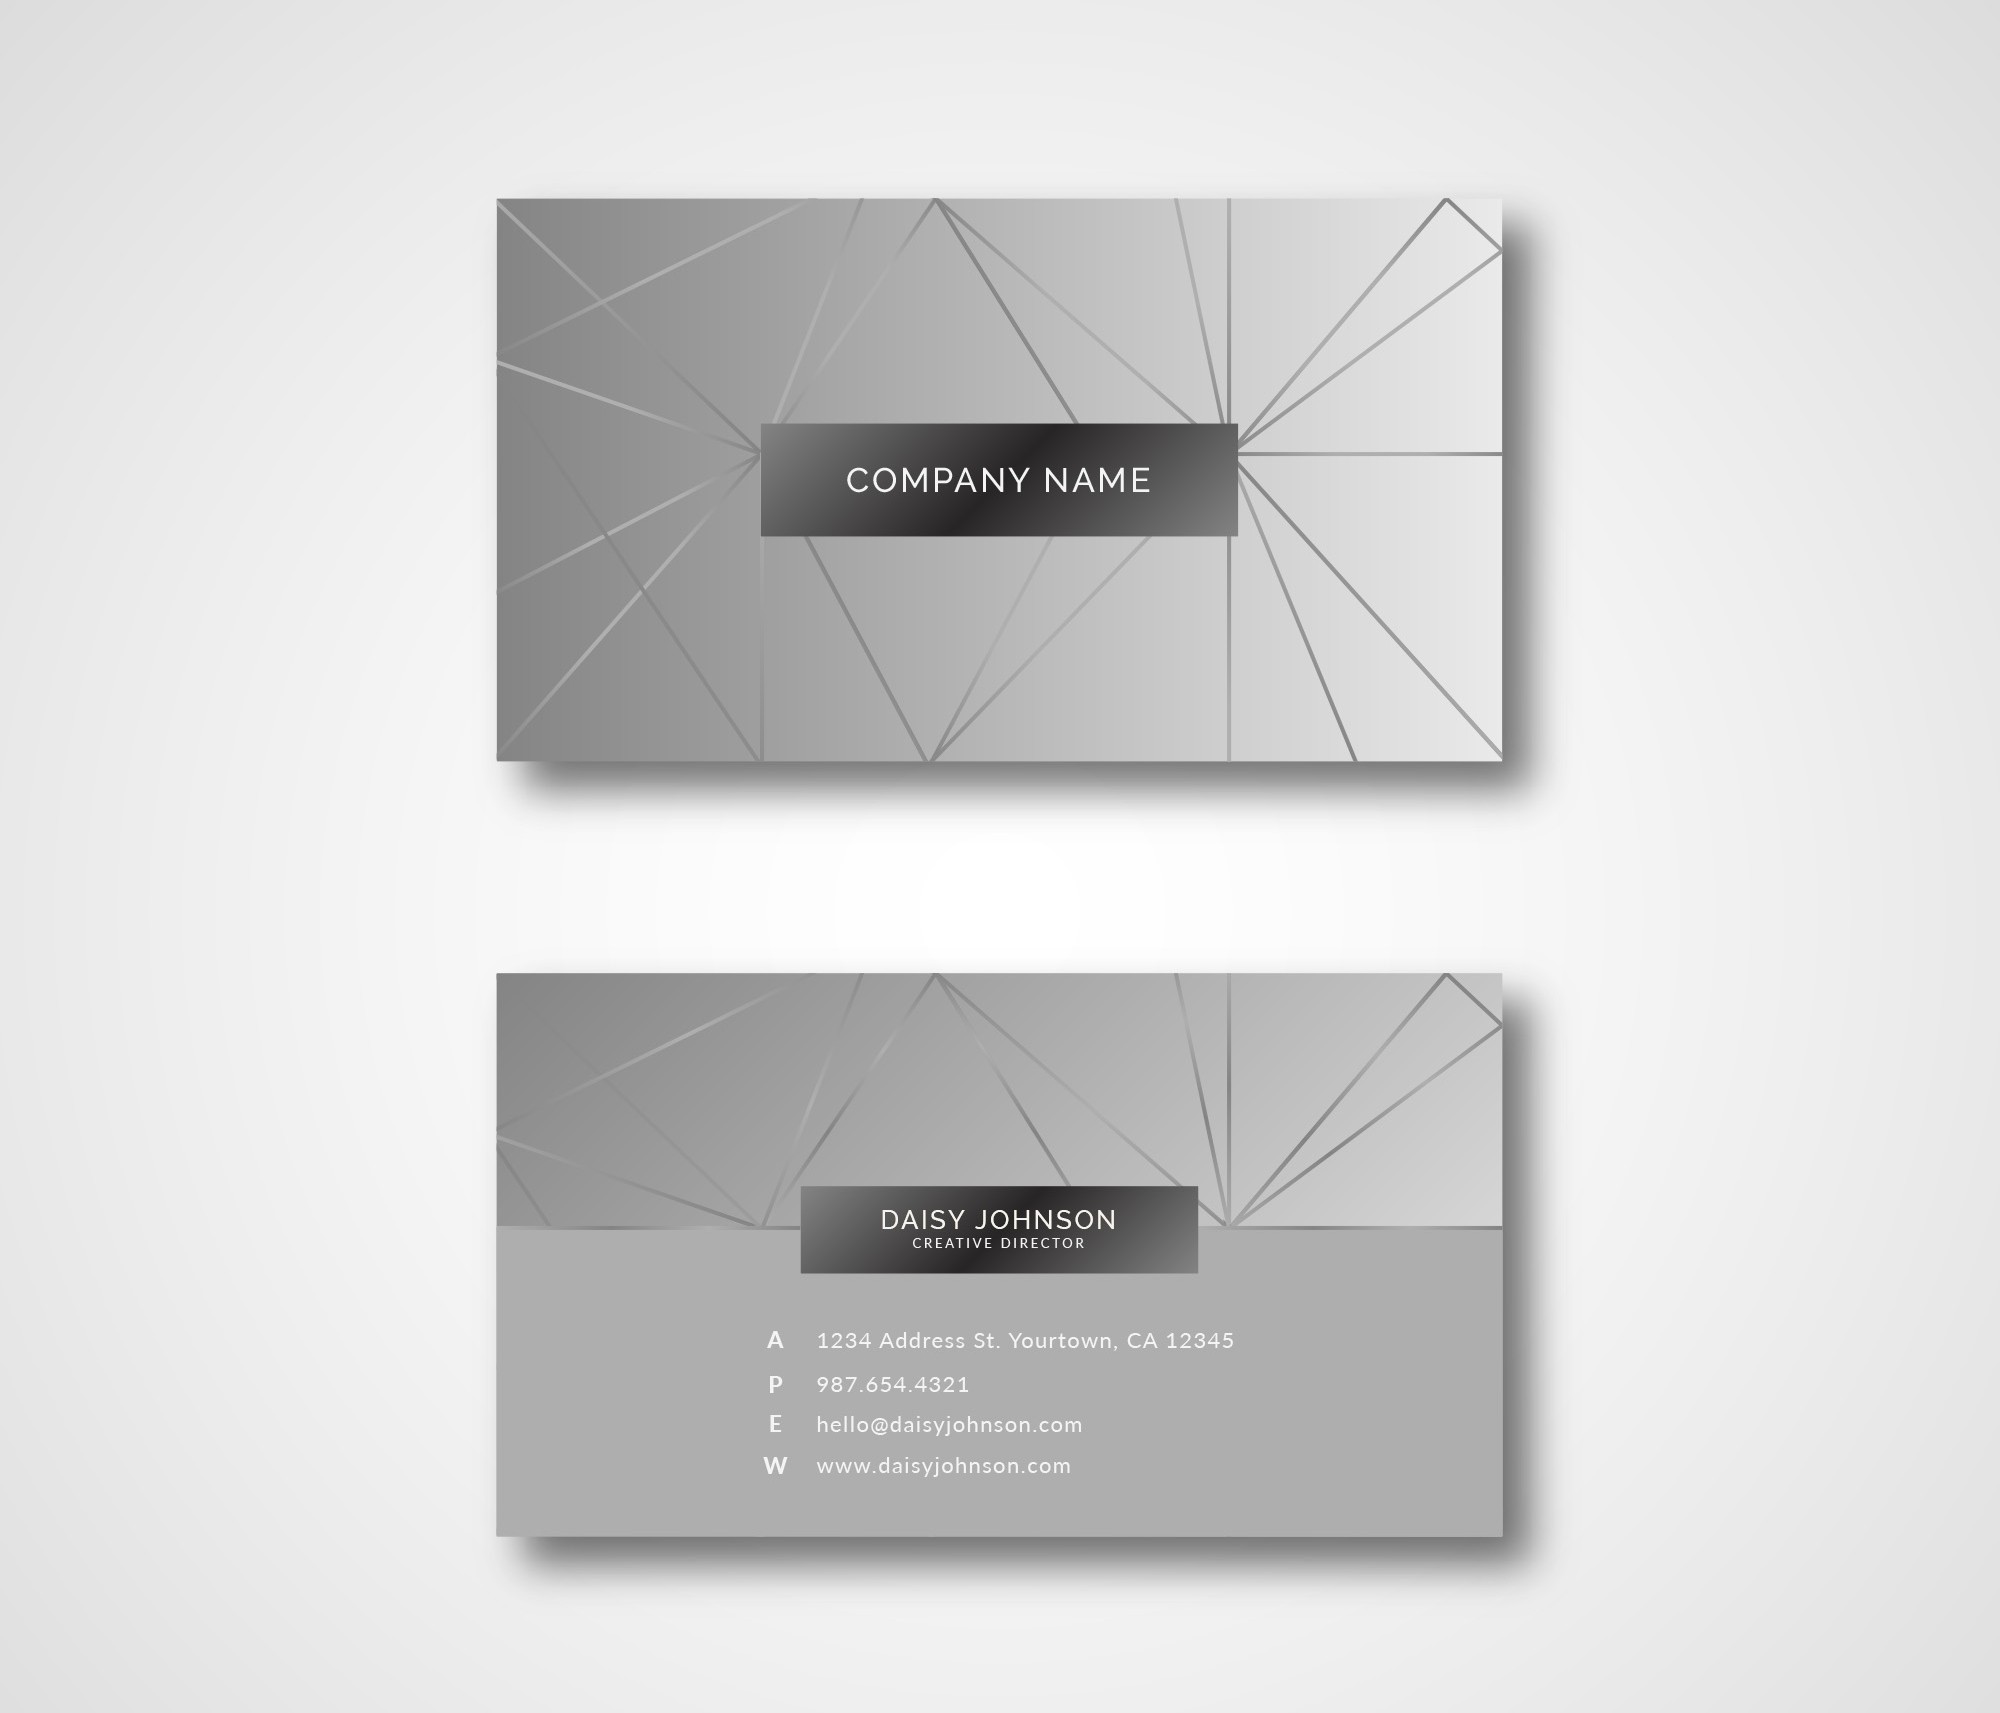 COMPANY NAME
DAISY JOHNSON
CREATIVE DIRECTOR
A 1234 Address St. Yourtown, CA 12345
P 987.654.4321
E hello@daisyjohnson.com
W www.daisyjohnson.com